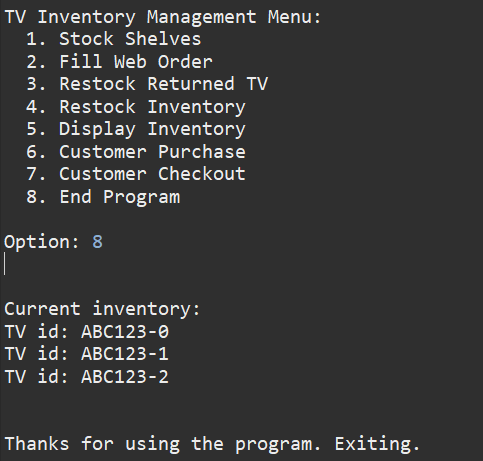 TV Inventory Management Menu:
1. Stock Shelves
2. Fill Web Order
3. Restock Returned TV
4. Restock Inventory
5. Display Inventory
6. Customer Purchase
7. Customer Checkout
8. End Program
Option: 8
Current inventory:
TV id: ABC123-0
TV id: ABC123-1
TV id: ABC123-2
Thanks for using the program. Exiting.